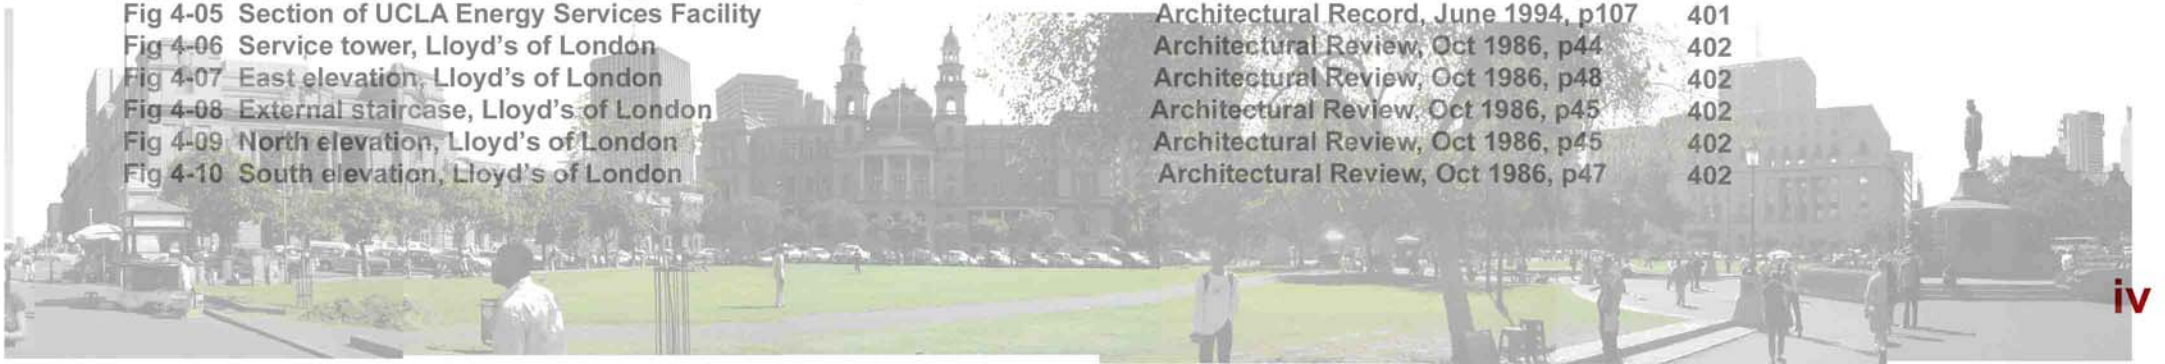 Fig 4-05 Section of UCLA Energy Services Facility Architectural Record, June 1994, p107 401
Fig 4-06 Service tower, Lloyd's of London Architectural Review, Oct 1986, p44 402
Fig 4-07 East elevation, Lloyd's of London Architectural Review, Oct 1986, p48 402
Fig 4-08 External staircase, Lloyd's of London Architectural Review, Oct 1986, p45 402
Fig 4-09 North elevation, Lloyd's of London Architectural Review, Oct 1986, p45 402
Fig 4-10 South elevation, Lloyd's of London Architectural Review, Oct 1986, p47 402
iv